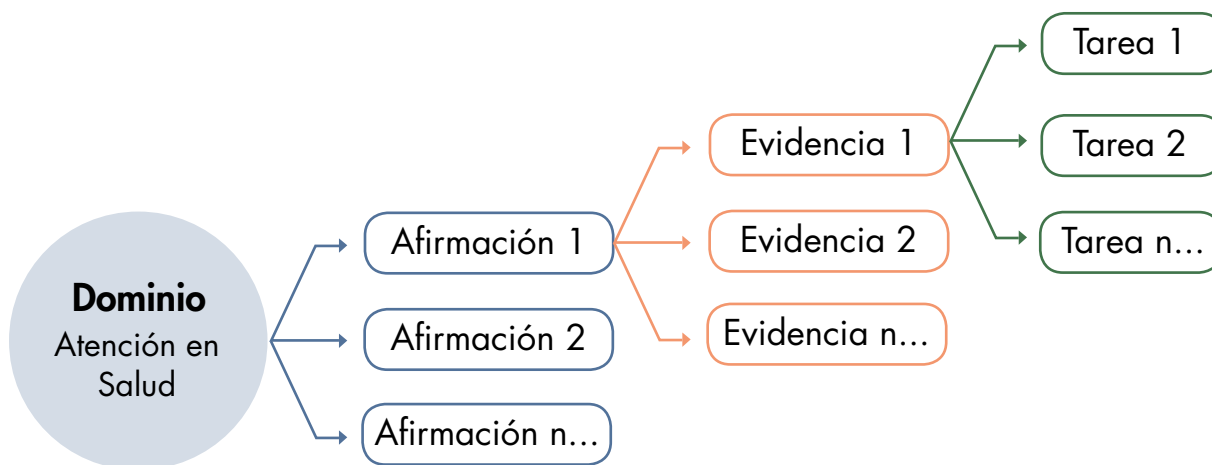 Dominio
Atención en
Salud
Afirmación 1
Afirmación 2
Afirmación n...
Evidencia 1
Evidencia 2
Evidencia n...
Tarea 1
Tarea 2
Tarea n...